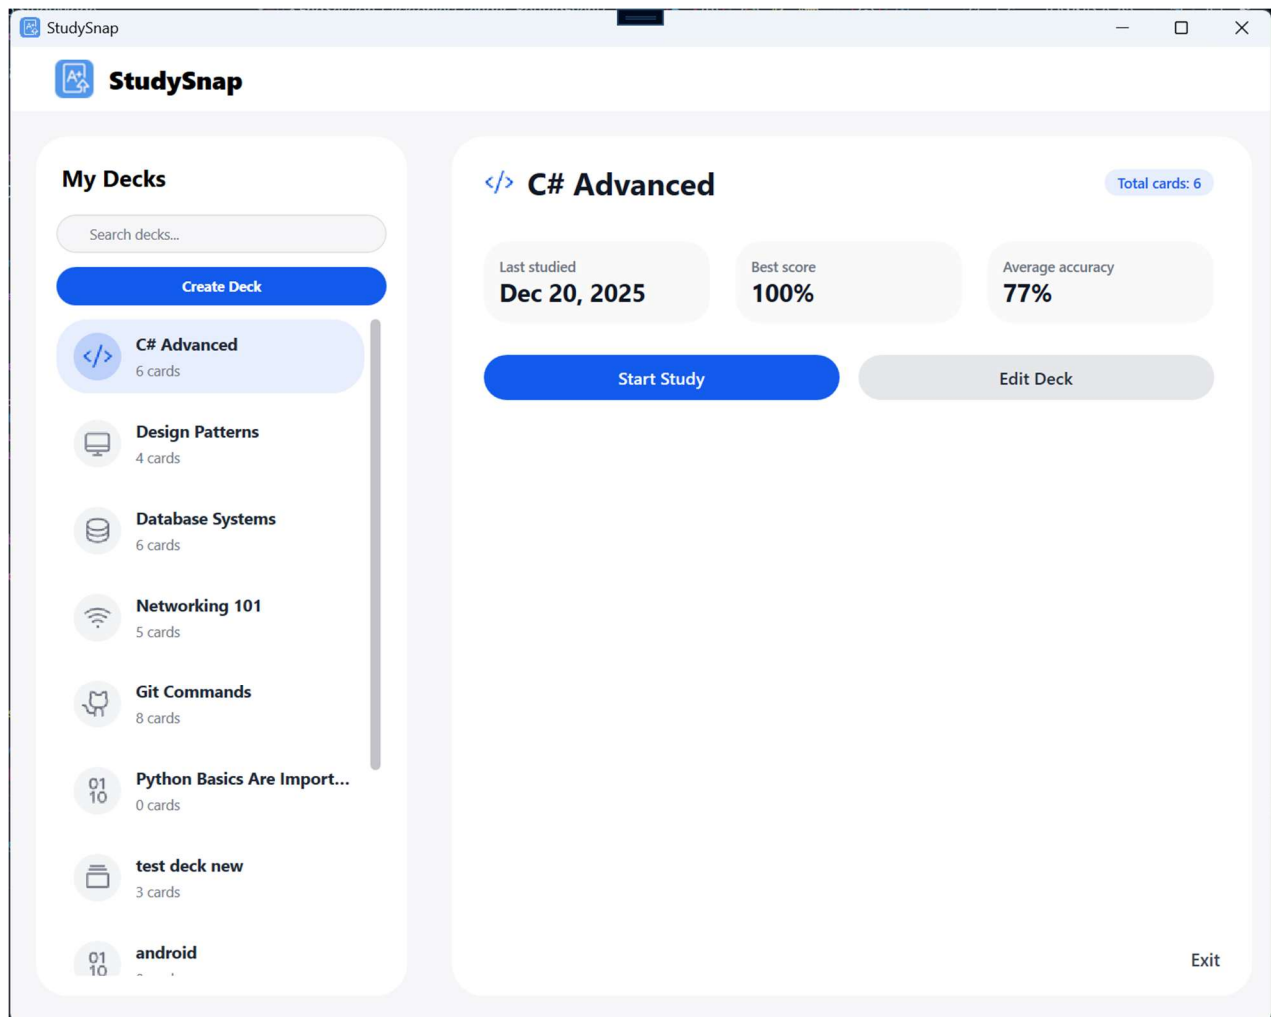 StudySnap
StudySnap
My Decks
Search decks...
Create Deck
C# Advanced
6 cards
Design Patterns
4 cards
Database Systems
6 cards
Networking 101
5 cards
Git Commands
8 cards
Python Basics Are Import...
0 cards
test deck new
3 cards
android
C# Advanced
Total cards: 6
Last studied
Dec 20, 2025
Best score
100%
Average accuracy
77%
Start Study
Edit Deck
Exit